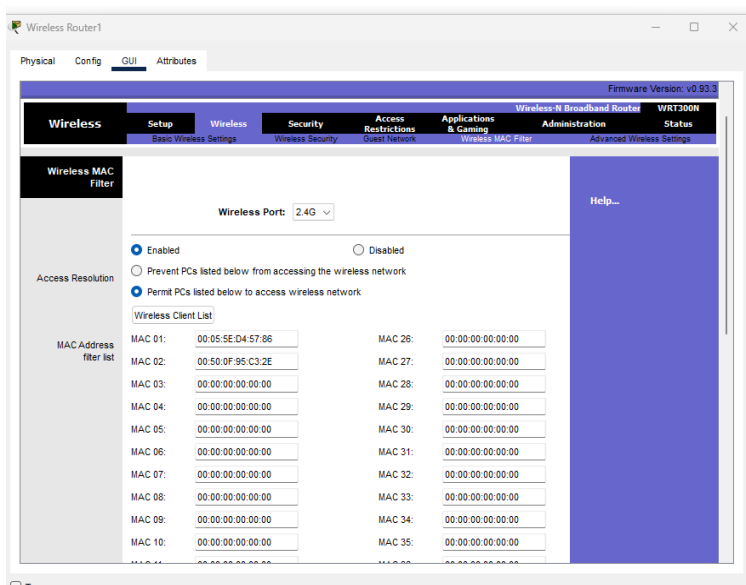 Wireless Router1
Physical Config GUI Attributes
Firmware Version: v0.93.3
Wireless-N Broadband Router WRT300N
Wireless Setup Wireless Security Access Restrictions Applications & Gaming Administration Status
Basic Wireless Settings Wireless Security Guest Network Wireless MAC Filter Advanced Wireless Settings
Wireless MAC
Filter
Help...
Wireless Port: 2.4G
Enabled Disabled
Access Resolution
Prevent PCs listed below from accessing the wireless network
Permit PCs listed below to access wireless network
Wireless Client List
MAC Address
filter list
MAC 01: 00:05:5E:D4:57:86 MAC 26: 00:00:00:00:00:00
MAC 02: 00:50:0F:95:C3:2E MAC 27: 00:00:00:00:00:00
MAC 03: 00:00:00:00:00:00 MAC 28: 00:00:00:00:00:00
MAC 04: 00:00:00:00:00:00 MAC 29: 00:00:00:00:00:00
MAC 05: 00:00:00:00:00:00 MAC 30: 00:00:00:00:00:00
MAC 06: 00:00:00:00:00:00 MAC 31: 00:00:00:00:00:00
MAC 07: 00:00:00:00:00:00 MAC 32: 00:00:00:00:00:00
MAC 08: 00:00:00:00:00:00 MAC 33: 00:00:00:00:00:00
MAC 09: 00:00:00:00:00:00 MAC 34: 00:00:00:00:00:00
MAC 10: 00:00:00:00:00:00 MAC 35: 00:00:00:00:00:00